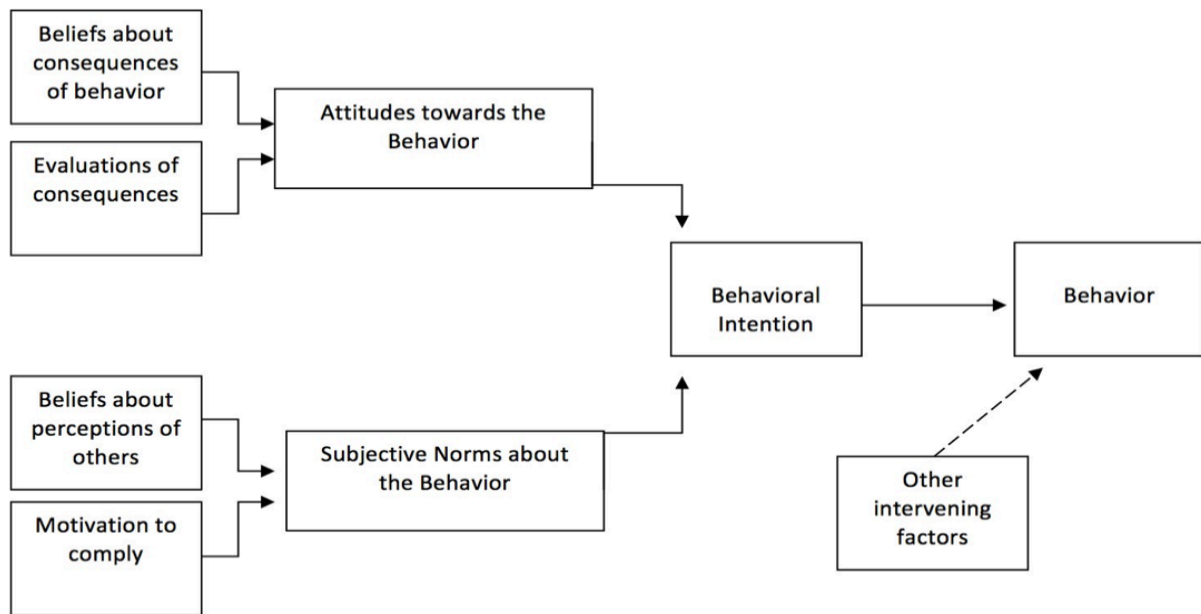 Beliefs about
consequences
of behavior
Attitudes towards the
Behavior
Evaluations of
consequences
Behavioral
Intention
Behavior
Beliefs about
perceptions of
others
Subjective Norms about
the Behavior
Motivation to
comply
Other
intervening
factors